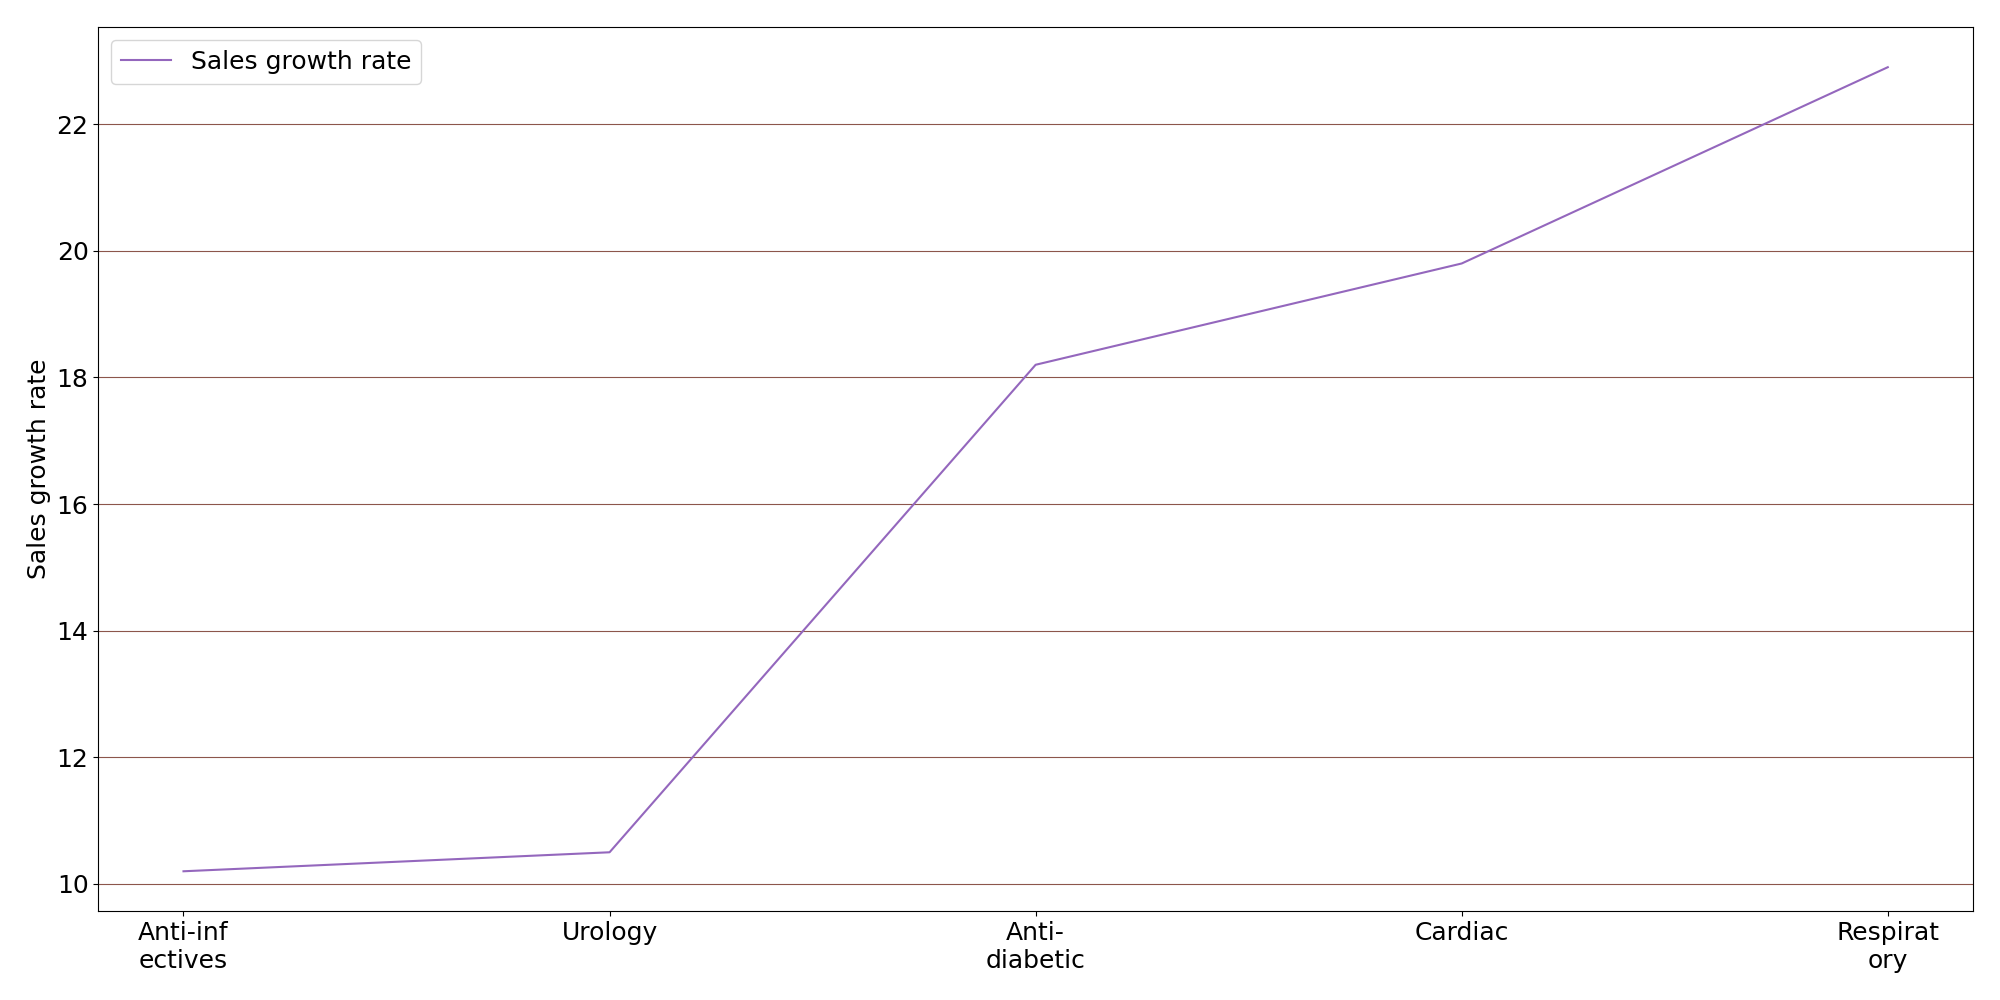 Sales growth rate
Sales growth rate
22
20
18
16
14
12
10
Anti-inf
ectives
Urology
Anti-
diabetic
Cardiac
Respirat
ory